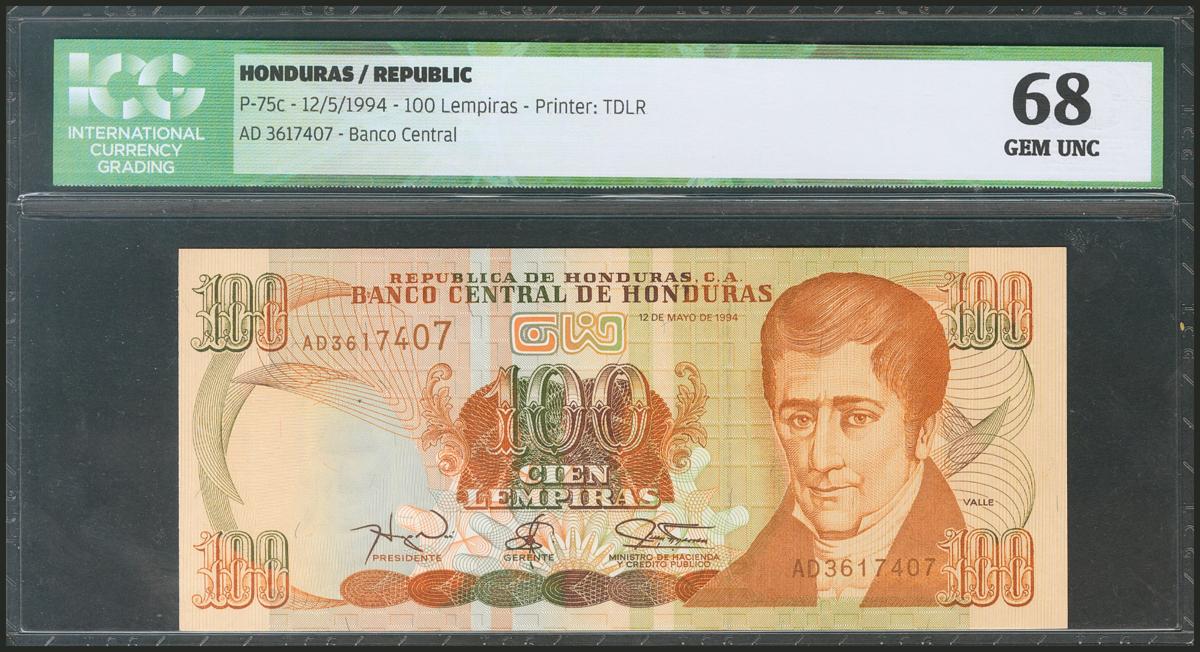 ICG
INTERNATIONAL
CURRENCY
GRADING
HONDURAS / REPUBLIC
P-75c - 12/5/1994 - 100 Lempiras - Printer: TDLR
AD 3617407 - Banco Central
68
GEM UNC
100
REPUBLICA DE HONDURAS, C.A.
BANCO CENTRAL DE HONDURAS
100
12 DE MAYO DE 1994
AD3617407
100
CIEN
LEMPIRAS
VALLE
PRESIDENTE
GERENTE
MINISTRO DE HACIENDA
Y CREDITO PUBLICO
100
AD3617407
100